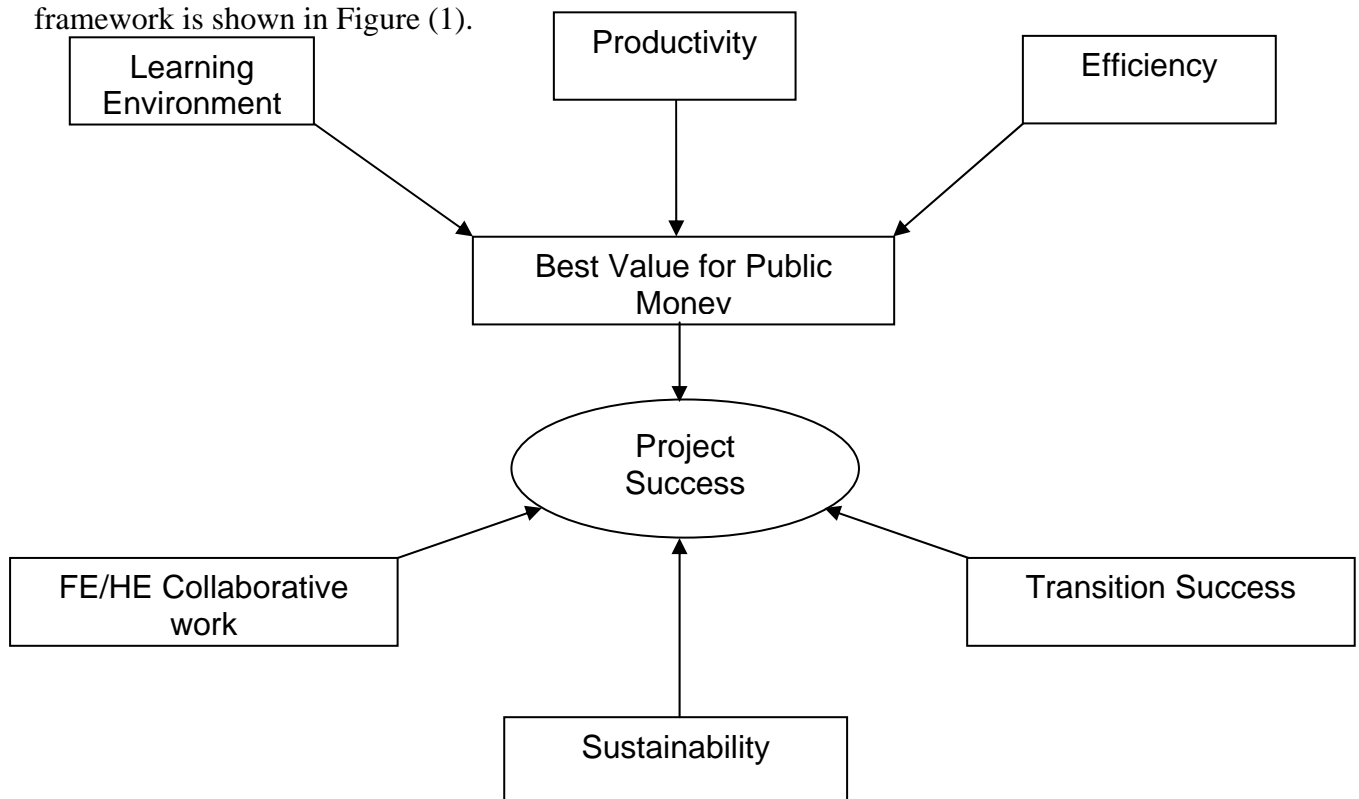 framework is shown in Figure (1).
Learning
Environment
Productivity
Efficiency
Best Value for Public
Money
Project
Success
FE/HE Collaborative
work
Transition Success
Sustainability